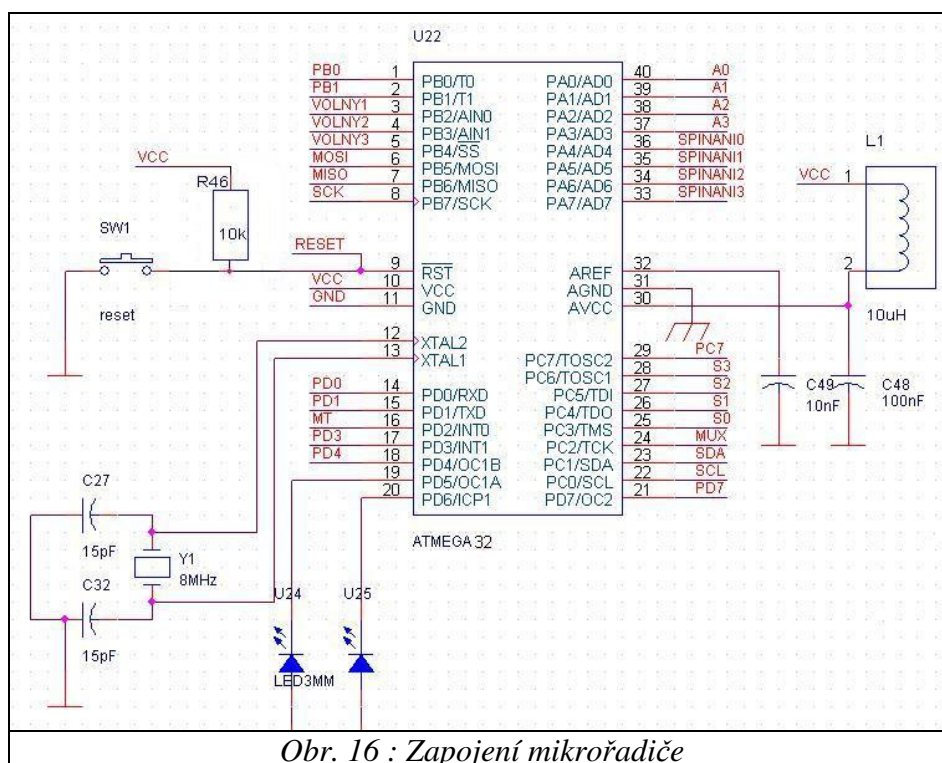 U22
PB0 1 PB0/T0 PA0/AD0 40 A0
PB1 2 PB1/T1 PA1/AD1 39 A1
VOLNY1 3 PB2/AIN0 PA2/AD2 38 A2
VOLNY2 4 PB3/AIN1 PA3/AD3 37 A3
VOLNY3 5 PB4/SS PA4/AD4 36 SPINANI0
MOSI 6 PB5/MOSI PA5/AD5 35 SPINANI1
MISO 7 PB6/MISO PA6/AD6 34 SPINANI2
SCK 8 PB7/SCK PA7/AD7 33 SPINANI3
L1
VCC
VCC 1
R46
SW1
10k
RESET
9 RST AREF 32
2
VCC 10 VCC AGND 31
GND 11 GND AVCC 30
reset
10uH
12 XTAL2
13 XTAL1
PC7/TOSC2 29 PC7
PC6/TOSC1 28 S3
PD0 14 PD0/RXD PC5/TDI 27 S2
PD1 15 PD1/TXD PC4/TDO 26 S1
MT 16 PD2/INT0 PC3/TMS 25 S0
PD3 17 PD3/INT1 PC2/TCK 24 MUX
PD4 18 PD4/OC1B PC1/SDA 23 SDA
19 PD5/OC1A PC0/SCL 22 SCL
20 PD6/ICP1 PD7/OC2 21 PD7
C49
10nF
C48
100nF
C27
15pF
ATMEGA32
Y1
8MHz
C32
15pF
U24
U25
LED3MM
Obr. 16 : Zapojení mikrořadiče